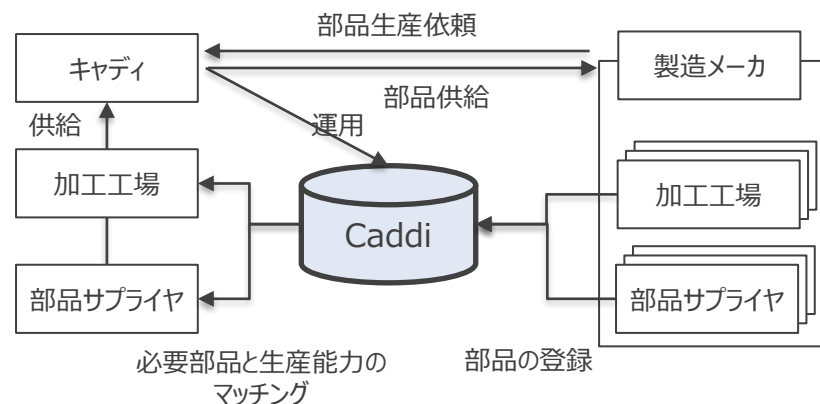 部品生産依頼
キャディ
製造メーカ
部品供給
供給
運用
加工工場
加工工場
Caddi
部品サプライヤ
部品サプライヤ
必要部品と生産能力の
マッチング
部品の登録